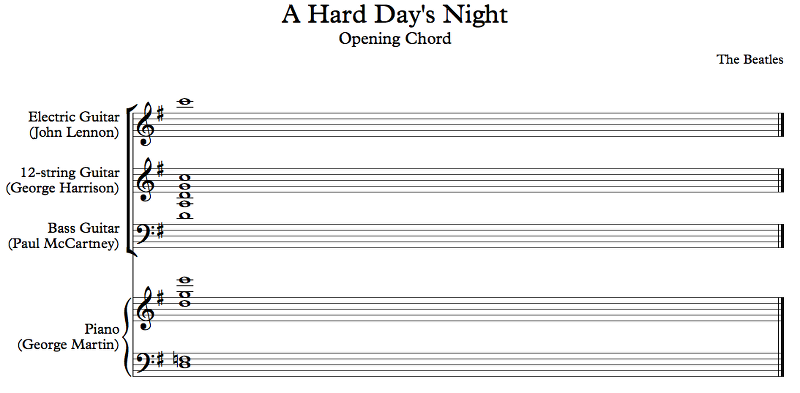 A Hard Day's Night
Opening Chord
The Beatles
Electric Guitar
(John Lennon)
12-string Guitar
(George Harrison)
Bass Guitar
(Paul McCartney)
Piano
(George Martin)